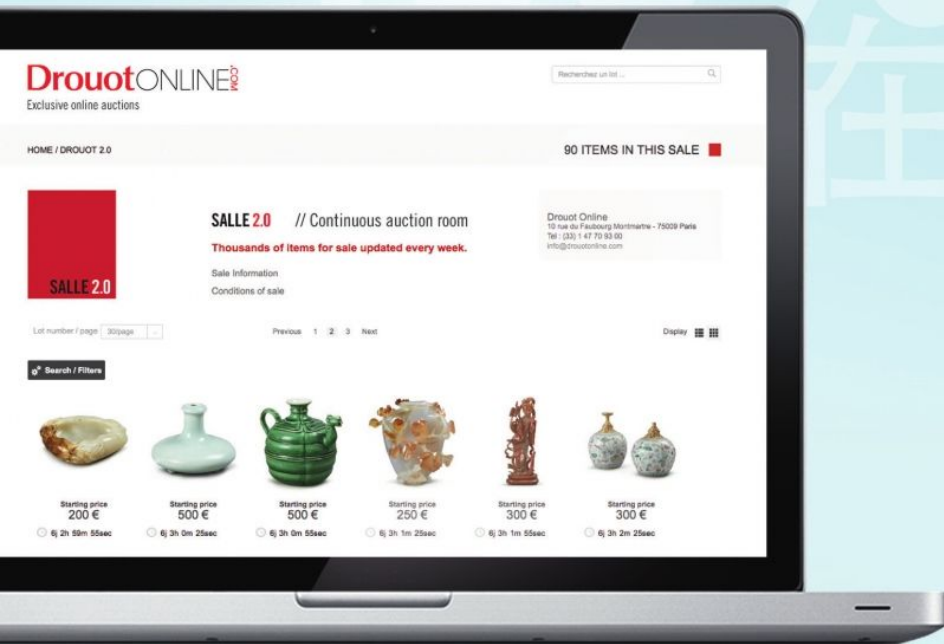 DrouotONLINE.COM
Exclusive online auctions
Recherchez un lot ...
HOME / DROUOT 2.0
90 ITEMS IN THIS SALE
SALLE 2.0
SALLE 2.0 // Continuous auction room
Thousands of items for sale updated every week.
Sale Information
Conditions of sale
Drouot Online
10 rue du Faubourg Montmartre - 75009 Paris
Tel : (33) 1 47 70 93 00
info@drouotonline.com
Lot number / page 30/page
Previous 1 2 3 Next
Display
Search / Filters
Starting price
200 €
6j 2h 59m 55sec
Starting price
500 €
6j 3h 0m 25sec
Starting price
500 €
6j 3h 0m 55sec
Starting price
250 €
6j 3h 1m 25sec
Starting price
300 €
6j 3h 1m 55sec
Starting price
300 €
6j 3h 2m 25sec
在